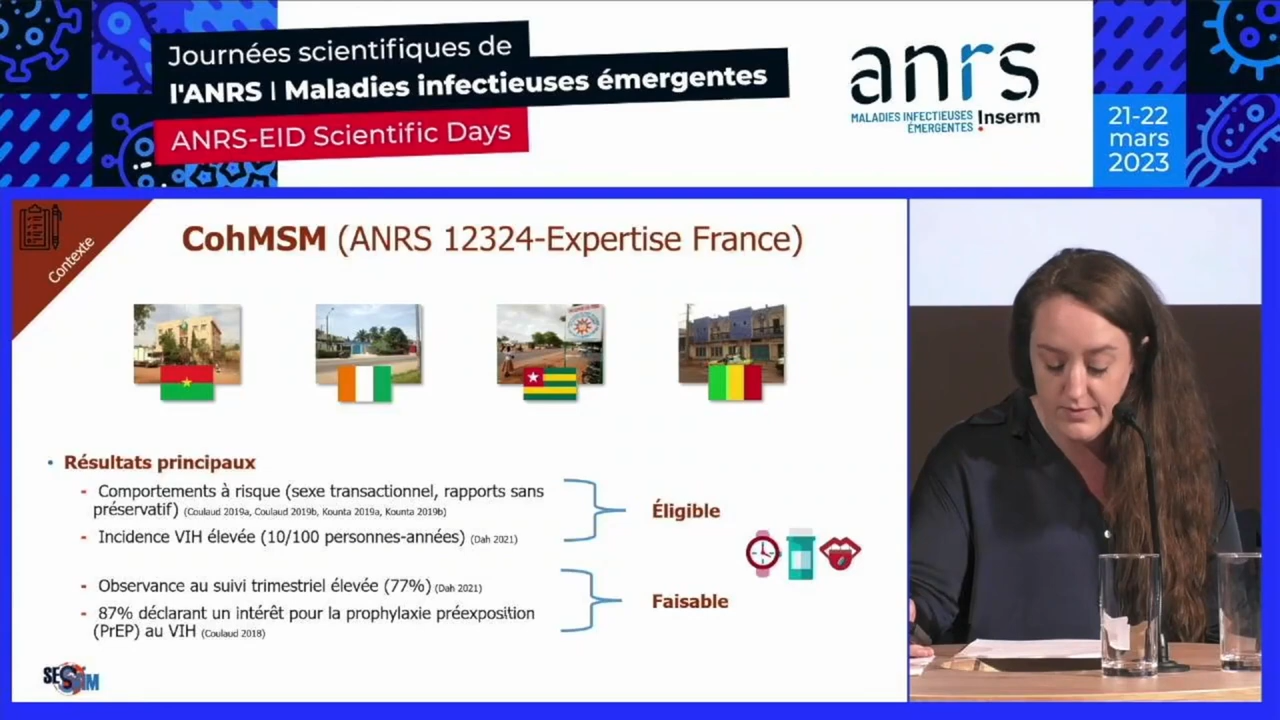 Journées scientifiques de
l'ANRS | Maladies infectieuses émergentes
ANRS-EID Scientific Days
anrs
MALADIES INFECTIEUSES
ÉMERGENTES
Inserm
21-22
mars
2023
Contexte
CohMSM (ANRS 12324-Expertise France)
• Résultats principaux
- Comportements à risque (sexe transactionnel, rapports sans
préservatif) (Coulaud 2019a, Coulaud 2019b, Kounta 2019a, Kounta 2019b)
- Incidence VIH élevée (10/100 personnes-années) (Dah 2021)
Éligible
- Observance au suivi trimestriel élevée (77%) (Dah 2021)
- 87% déclarant un intérêt pour la prophylaxie préexposition
(PrEP) au VIH (Coulaud 2018)
Faisable
SESSTIM